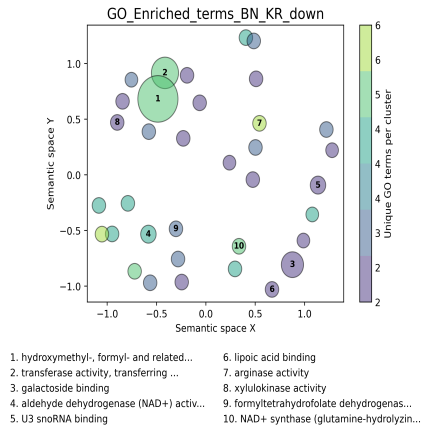 GO_Enriched_terms_BN_KR_down
Semantic space Y
1.0
0.5
0.0
−0.5
−1.0
−1.0 −0.5 0.0 0.5 1.0
Semantic space X
2
1
8
7
5
4
9
10
3
6
6
6
5
4
4
3
2
2
Unique GO terms per cluster
1. hydroxymethyl-, formyl- and related...
2. transferase activity, transferring ...
3. galactoside binding
4. aldehyde dehydrogenase (NAD+) activ...
5. U3 snoRNA binding
6. lipoic acid binding
7. arginase activity
8. xylulokinase activity
9. formyltetrahydrofolate dehydrogenas...
10. NAD+ synthase (glutamine-hydrolyzin...